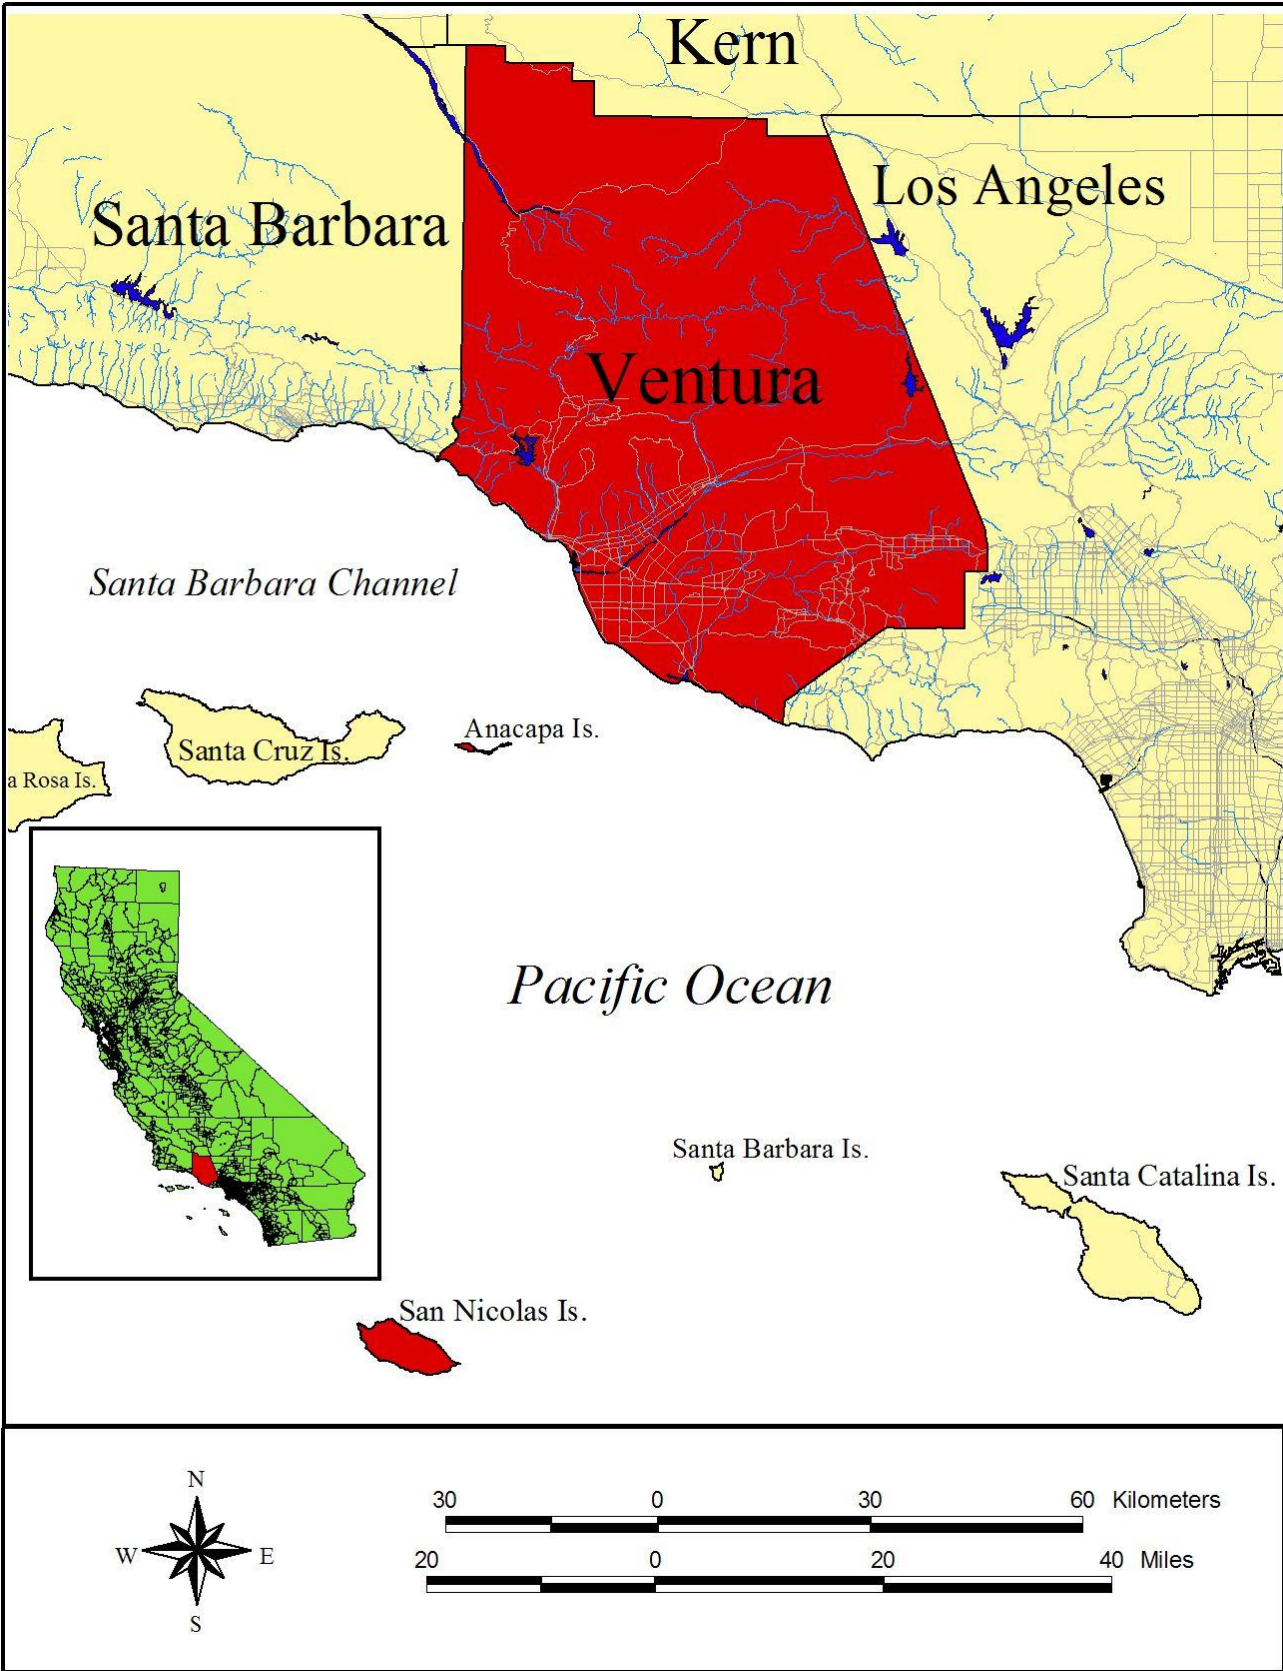 Kern
Los Angeles
Santa Barbara
Ventura
Santa Barbara Channel
Anacapa Is.
Santa Cruz Is.
a Rosa Is.
Pacific Ocean
Santa Barbara Is.
Santa Catalina Is.
San Nicolas Is.
N
W E
S
30 0 30 60 Kilometers
20 0 20 40 Miles